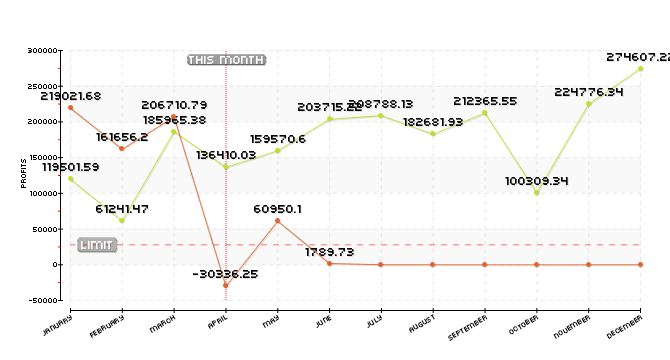 300000
THIS MONTH
274607.22
250000
219021.68
206710.79
203715.22
208788.13
224776.34
212365.55
200000
185965.38
182681.93
161656.2
159570.6
150000
136410.03
119501.59
100309.34
100000
PROFITS
61241.47
60950.1
50000
LIMIT
1789.73
0
-30336.25
-50000
JANUARY
FEBRUARY
MARCH
APRIL
MAY
JUNE
JULY
AUGUST
SEPTEMBER
OCTOBER
NOVEMBER
DECEMBER